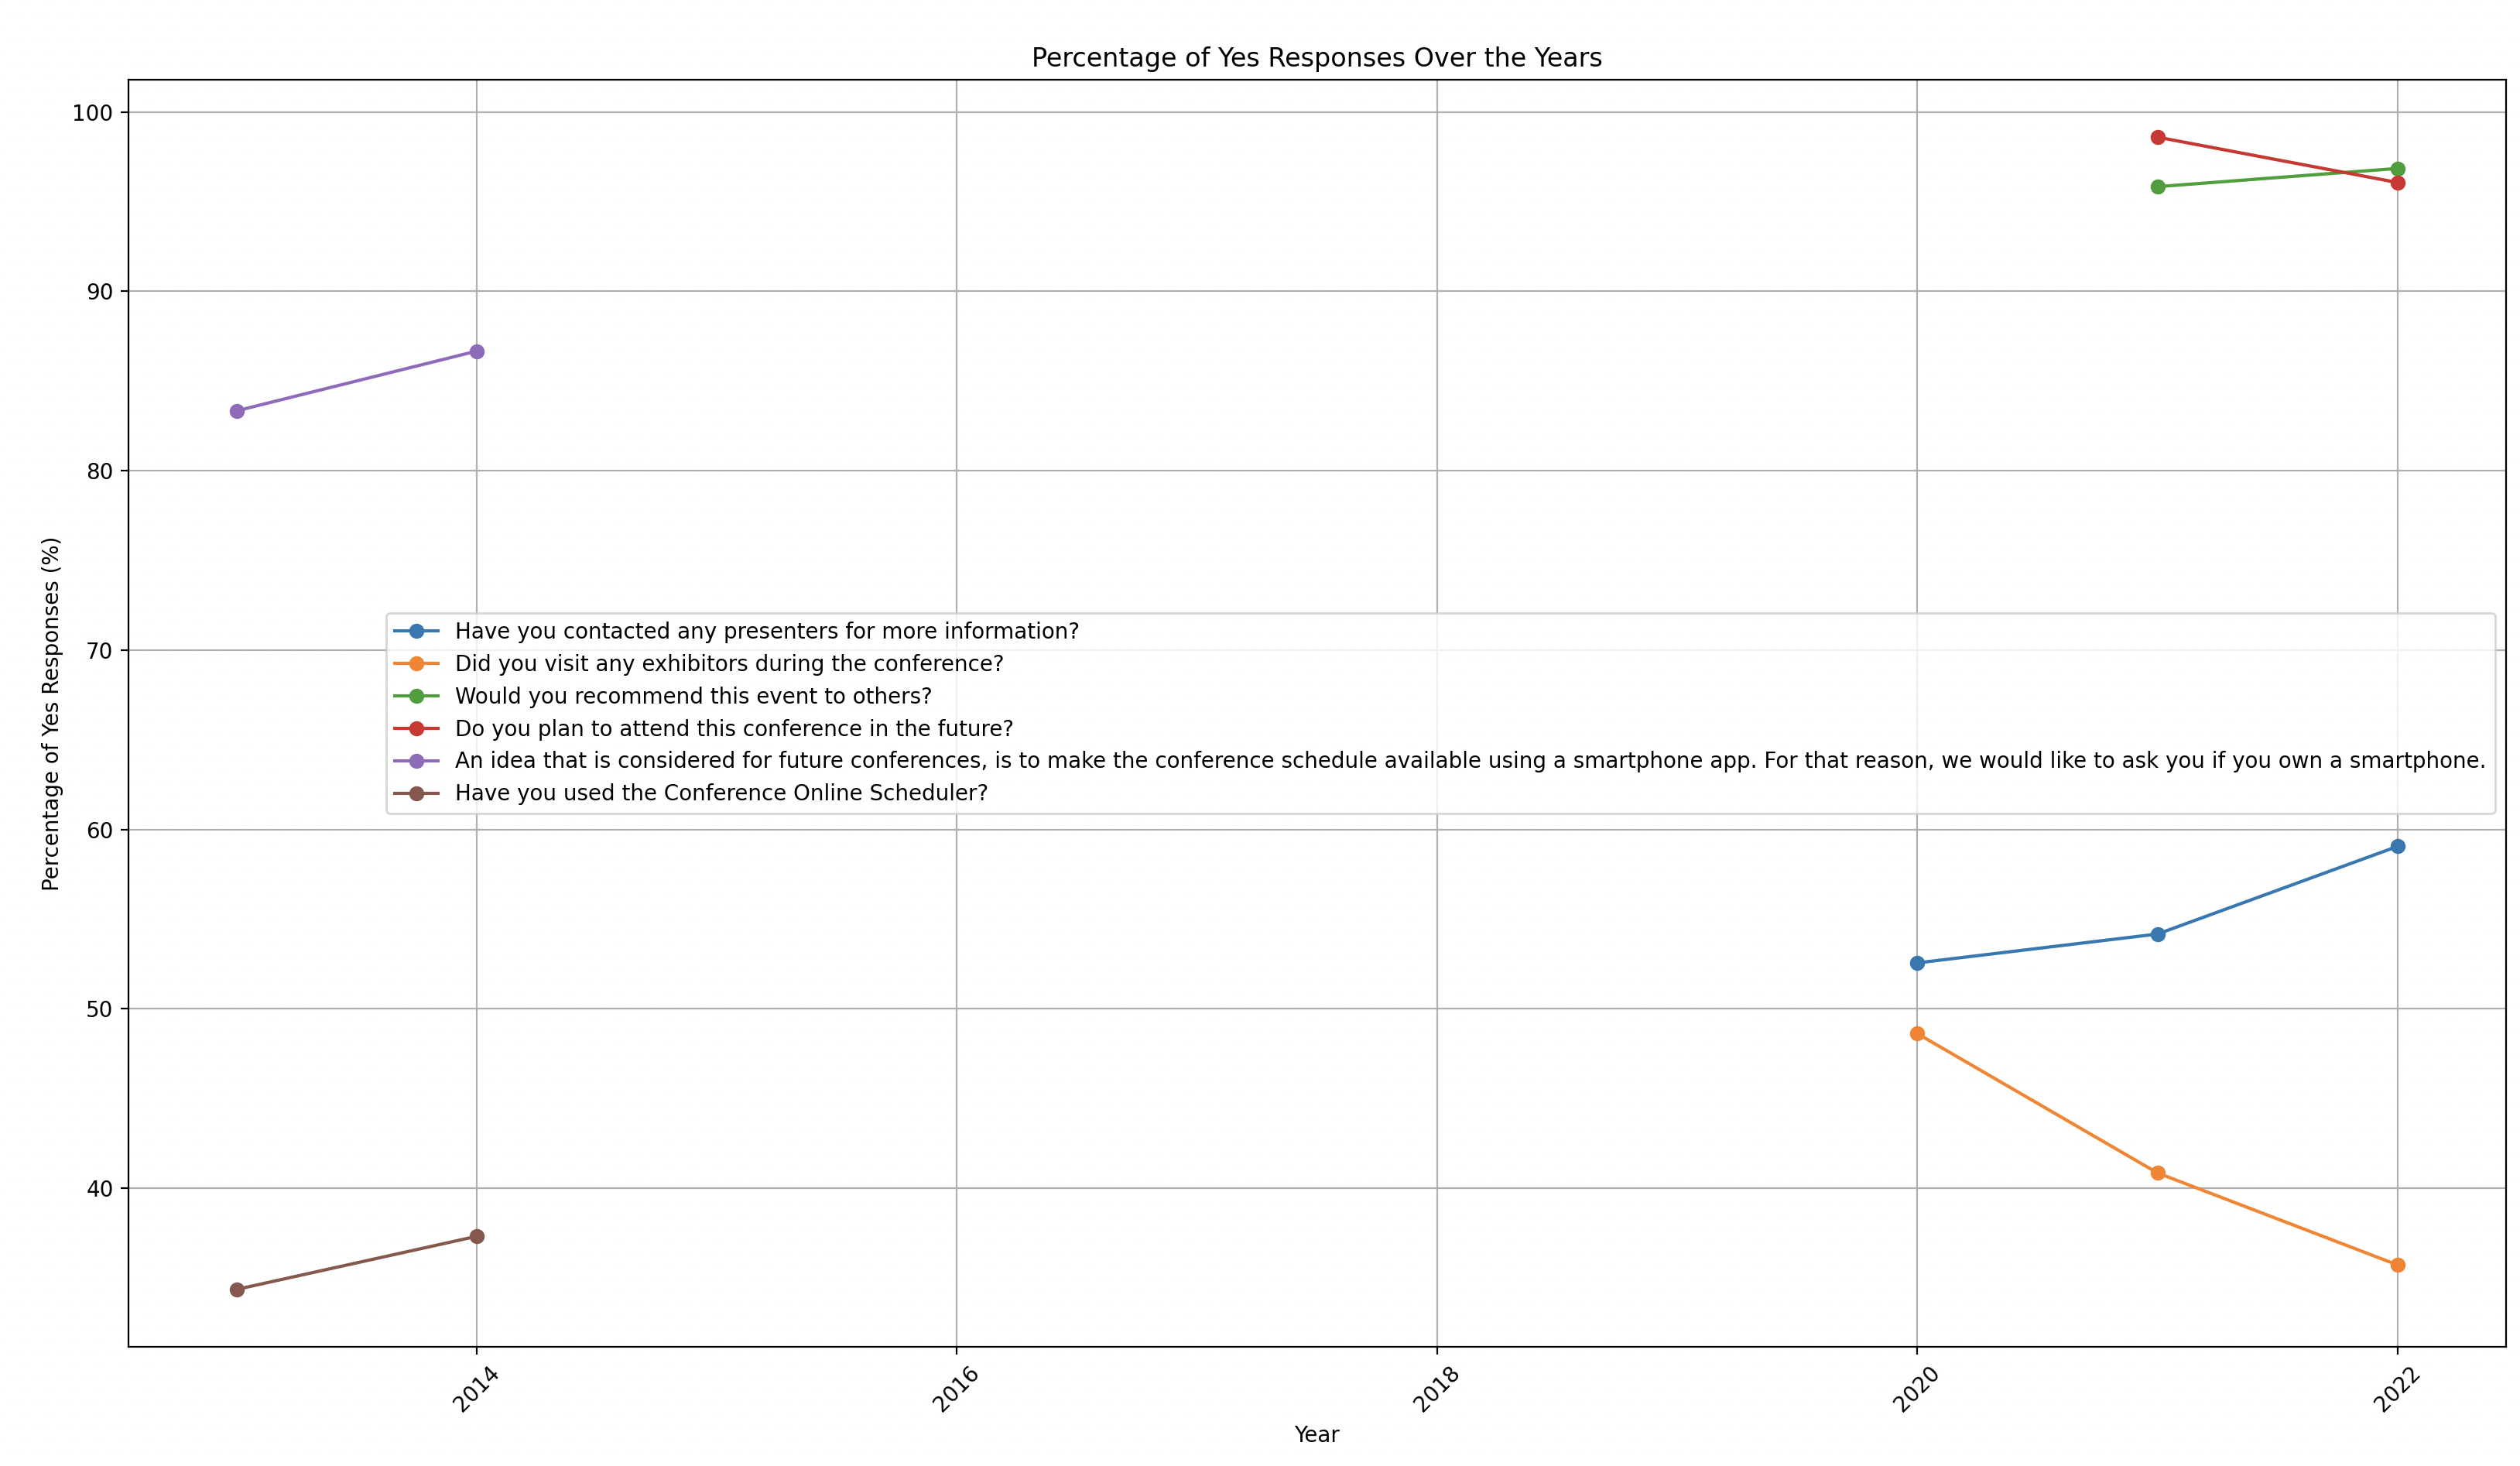 Percentage of Yes Responses Over the Years
100
90
80
70
60
50
40
Percentage of Yes Responses (%)
Have you contacted any presenters for more information?
Did you visit any exhibitors during the conference?
Would you recommend this event to others?
Do you plan to attend this conference in the future?
An idea that is considered for future conferences, is to make the conference schedule available using a smartphone app. For that reason, we would like to ask you if you own a smartphone.
Have you used the Conference Online Scheduler?
2014
2016
2018
2020
2022
Year